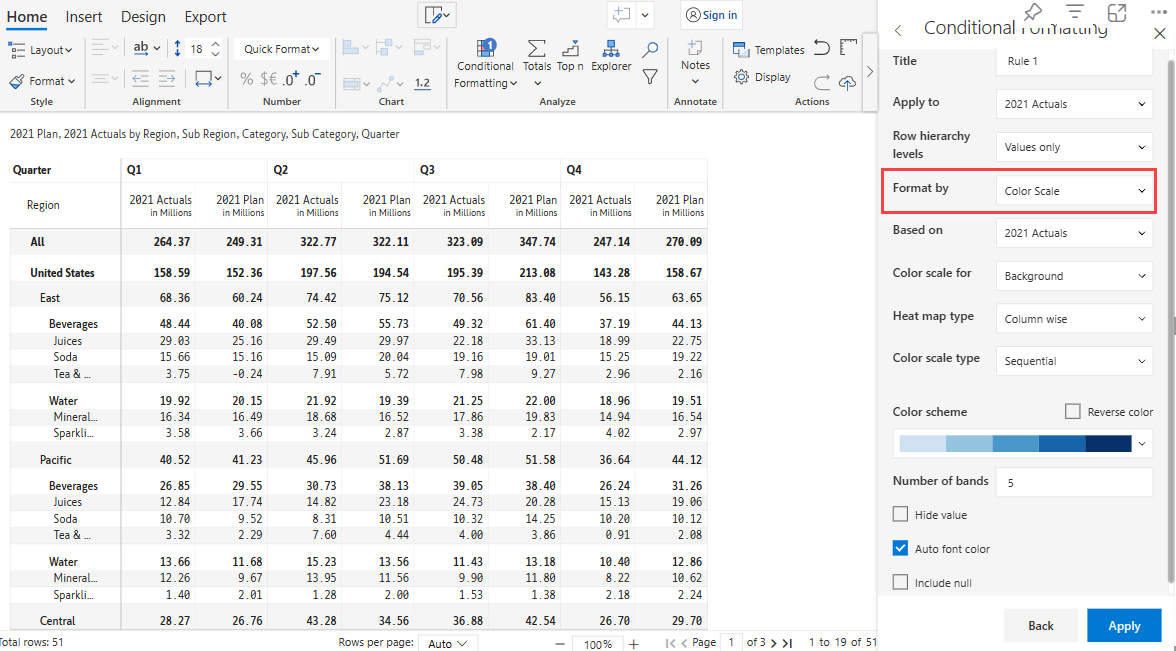 Home Insert Design Export
Sign in
Layout
Format
Style
ab 18
Alignment
Quick Format
% $€ .0+ .0-
Number
1.2
Chart
1
Conditional Formatting
Totals
Top n
Explorer
Analyze
Notes
Annotate
Templates
Display
Actions
2021 Plan, 2021 Actuals by Region, Sub Region, Category, Sub Category, Quarter
Quarter Q1 Q2 Q3 Q4
Region 2021 Actuals 2021 Plan 2021 Actuals 2021 Plan 2021 Actuals 2021 Plan 2021 Actuals 2021 Plan
in Millions in Millions in Millions in Millions in Millions in Millions in Millions in Millions
All 264.37 249.31 322.77 322.11 323.09 347.74 247.14 270.09
United States 158.59 152.36 197.56 194.54 195.39 213.08 143.28 158.67
East 68.36 60.24 74.42 75.12 70.56 83.40 56.15 63.65
Beverages 48.44 40.08 52.50 55.73 49.32 61.40 37.19 44.13
Juices 29.03 25.16 29.49 29.97 22.18 33.13 18.99 22.75
Soda 15.66 15.16 15.09 20.04 19.16 19.01 15.25 19.22
Tea & ... 3.75 -0.24 7.91 5.72 7.98 9.27 2.96 2.16
Water 19.92 20.15 21.92 19.39 21.25 22.00 18.96 19.51
Mineral... 16.34 16.49 18.68 16.52 17.86 19.83 14.94 16.54
Sparkli... 3.58 3.66 3.24 2.87 3.38 2.17 4.02 2.97
Pacific 40.52 41.23 45.96 51.69 50.48 51.58 36.64 44.12
Beverages 26.85 29.55 30.73 38.13 39.05 38.40 26.24 31.26
Juices 12.84 17.74 14.82 23.18 24.73 20.28 15.13 19.06
Soda 10.70 9.52 8.31 10.51 10.32 14.25 10.20 10.12
Tea & ... 3.32 2.29 7.60 4.44 4.00 3.86 0.91 2.08
Water 13.66 11.68 15.23 13.56 11.43 13.18 10.40 12.86
Mineral... 12.26 9.67 13.95 11.56 9.90 11.80 8.22 10.62
Sparkli... 1.40 2.01 1.28 2.00 1.53 1.38 2.18 2.24
Central 28.27 26.76 43.28 34.56 36.88 42.54 26.70 29.70
Total rows: 51
Rows per page: Auto
100%
Page 1 of 3
1 to 19 of 51
Conditional Formatting
Title Rule 1
Apply to 2021 Actuals
Row hierarchy levels Values only
Format by Color Scale
Based on 2021 Actuals
Color scale for Background
Heat map type Column wise
Color scale type Sequential
Color scheme Reverse color
Number of bands 5
Hide value
Auto font color
Include null
Back Apply